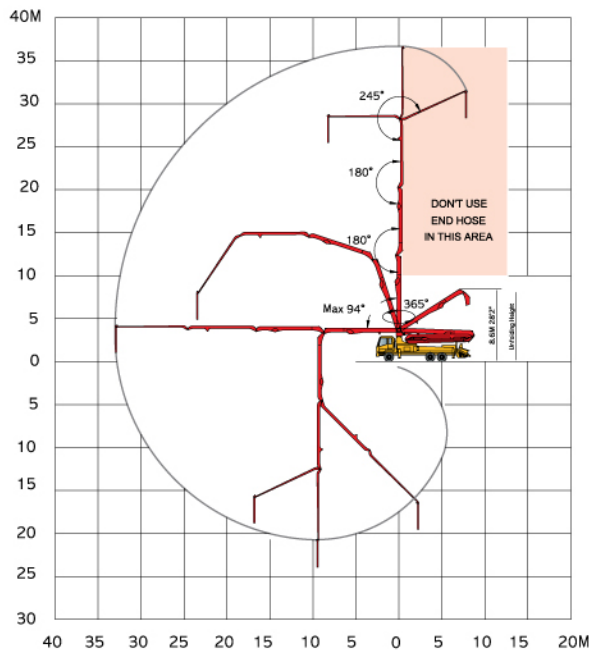 40M
35
30
25
20
15
10
5
0
5
10
15
20
25
30
40 35 30 25 20 15 10 5 0 5 10 15 20M
245°
180°
180°
Max 94°
365°
DON'T USE
END HOSE
IN THIS AREA
8.6M 28'2"
Unfolding Height